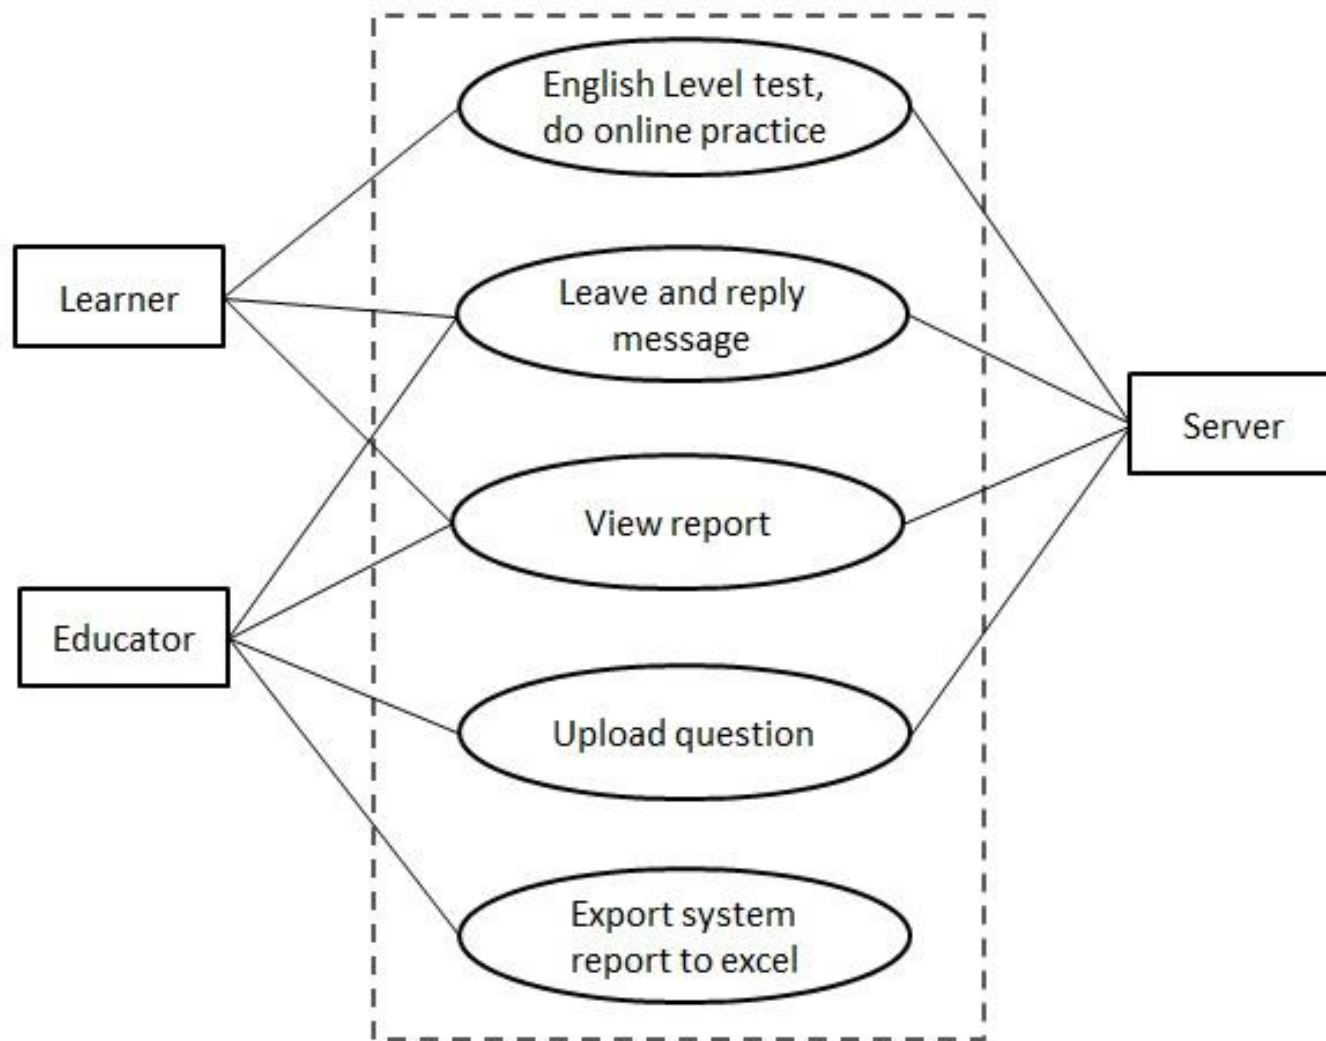 English Level test,
do online practice
Learner
Leave and reply
message
Server
View report
Educator
Upload question
Export system
report to excel